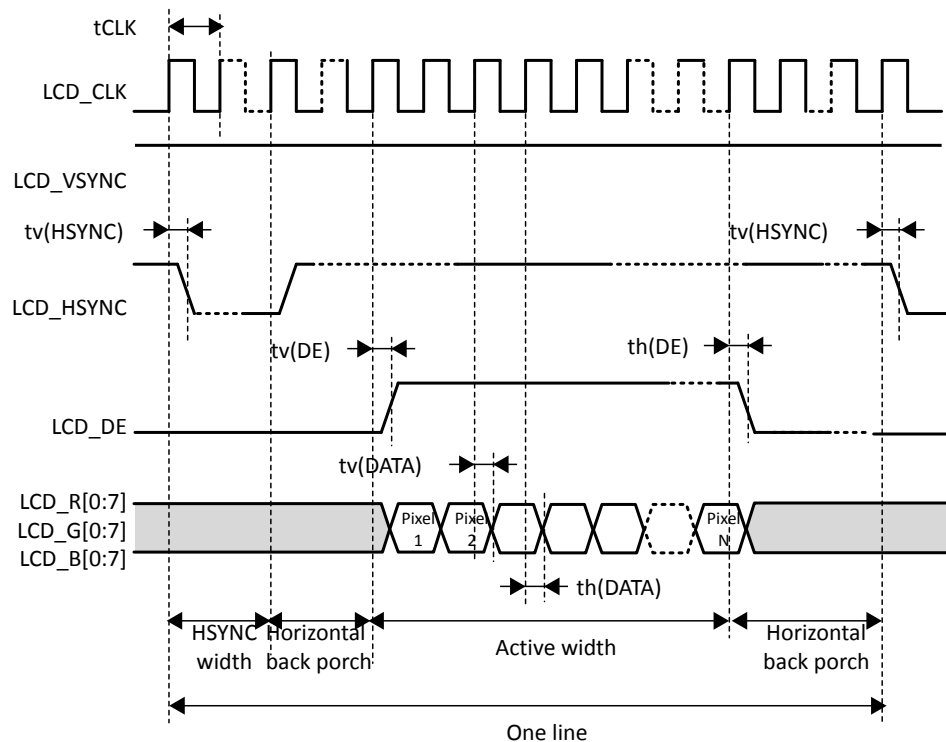 tCLK
LCD_CLK
LCD_VSYNC
tv(HSYNC)
tv(HSYNC)
LCD_HSYNC
tv(DE)
th(DE)
LCD_DE
tv(DATA)
LCD_R[0:7]
LCD_G[0:7]
LCD_B[0:7]
Pixel
1
Pixel
2
Pixel
N
th(DATA)
HSYNC
width
Horizontal
back porch
Active width
Horizontal
back porch
One line